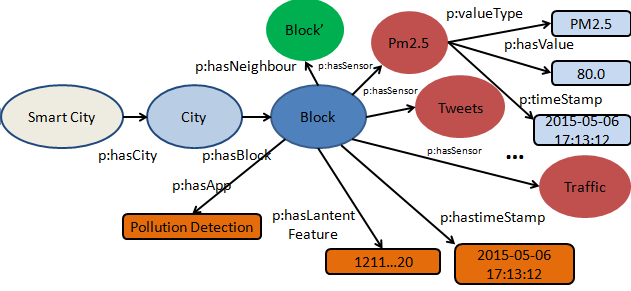 p:valueType
PM2.5
Block’
Pm2.5
p:hasValue
p:hasNeighbour
p:hasSensor
80.0
p:hasSensor
p:timeStamp
Smart City
City
Block
Tweets
2015-05-06
17:13:12
p:hasCity
p:hasBlock
p:hasSensor
...
p:hasApp
Traffic
p:hasLantent
Feature
p:hastimeStamp
Pollution Detection
1211...20
2015-05-06
17:13:12